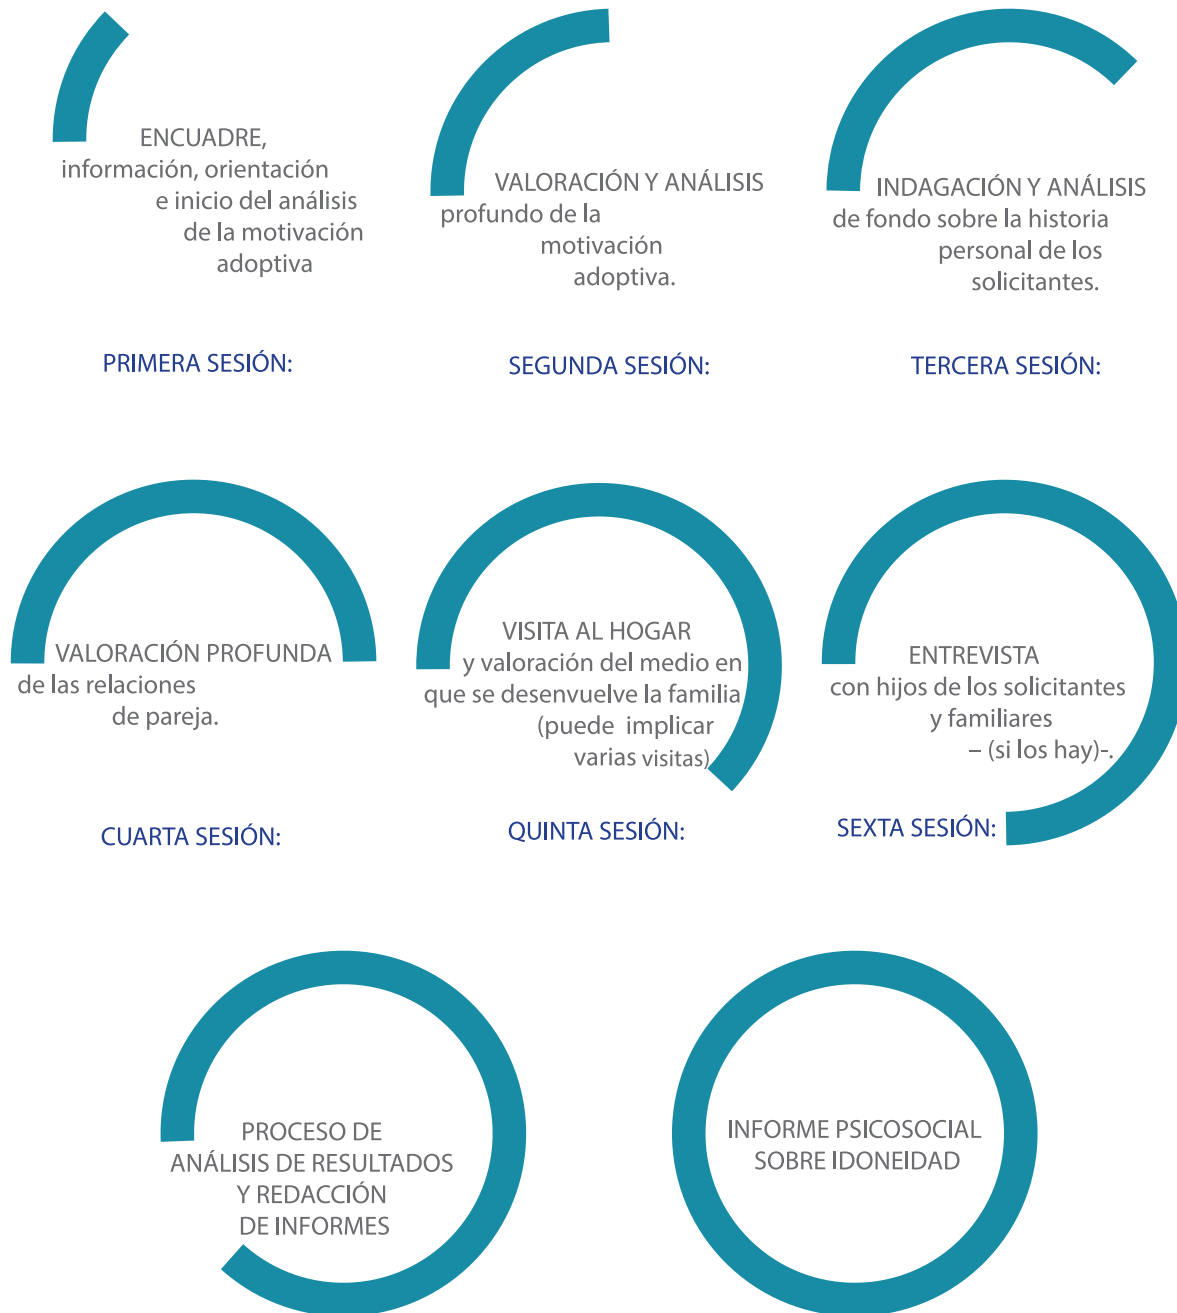 ENCUADRE,
información, orientación
e inicio del análisis
de la motivación
adoptiva
PRIMERA SESIÓN:
VALORACIÓN Y ANÁLISIS
profundo de la
motivación
adoptiva.
SEGUNDA SESIÓN:
INDAGACIÓN Y ANÁLISIS
de fondo sobre la historia
personal de los
solicitantes.
TERCERA SESIÓN:
VALORACIÓN PROFUNDA
de las relaciones
de pareja.
CUARTA SESIÓN:
VISITA AL HOGAR
y valoración del medio en
que se desenvuelve la familia
(puede implicar
varias visitas)
QUINTA SESIÓN:
ENTREVISTA
con hijos de los solicitantes
y familiares
– (si los hay)-.
SEXTA SESIÓN:
PROCESO DE
ANÁLISIS DE RESULTADOS
Y REDACCIÓN
DE INFORMES
INFORME PSICOSOCIAL
SOBRE IDONEIDAD